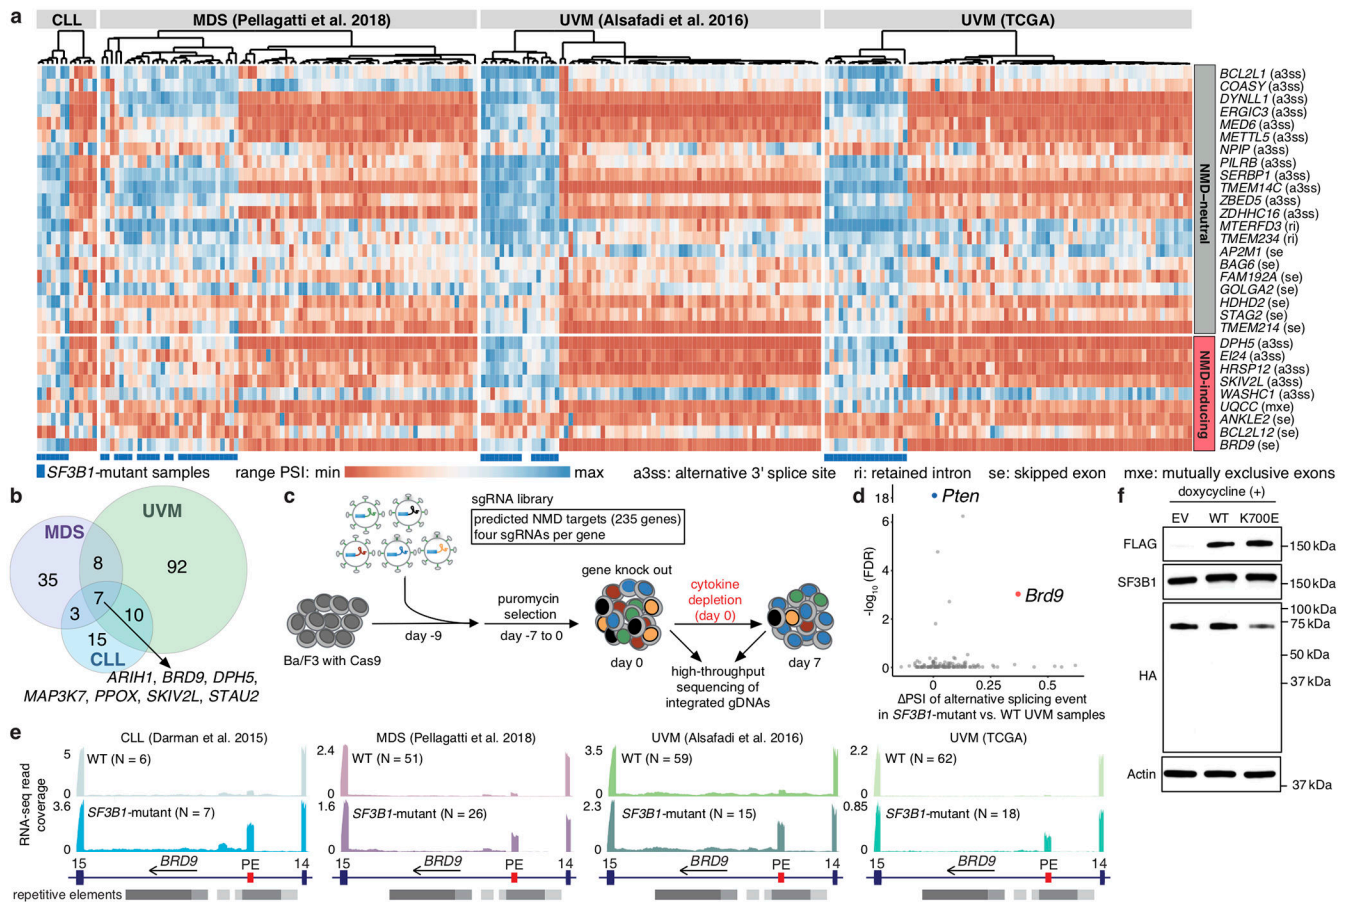 a
CLL
MDS (Pellagatti et al. 2018)
UVM (Alsafadi et al. 2016)
UVM (TCGA)
BCL2L1 (a3ss)
COASY (a3ss)
DYNLL1 (a3ss)
ERGIC3 (a3ss)
MED6 (a3ss)
METTL5 (a3ss)
NPIP (a3ss)
PILRB (a3ss)
SERBP1 (a3ss)
TMEM14C (a3ss)
ZBED5 (a3ss)
ZDHHC16 (a3ss)
MTERFD3 (ri)
TMEM234 (ri)
AP2M1 (se
BAG6 (se)
FAM192A (se)
GOLGA2 (se)
HDHD2 (se)
STAG2 (se)
TMEM214 (se)
NMD-neutral
DPH5 (a3ss)
EI24 (a3ss)
HRSP12 (a3ss)
SKIV2L (a3ss)
WASHC1 (a3ss)
UQCC (mxe)
ANKLE2 (se)
BCL2L12 (se)
BRD9 (se)
NMD-inducing
SF3B1-mutant samples
range PSI: min
max
a3ss: alternative 3' splice site
ri: retained intron
se: skipped exon
mxe: mutually exclusive exons
b
MDS
UVM
35
8
92
7
3
10
15
CLL
ARIH1, BRD9, DPH5,
MAP3K7, PPOX, SKIV2L, STAU2
c
sgRNA library
predicted NMD targets (235 genes)
four sgRNAs per gene
Ba/F3 with Cas9
day -9
puromycin
selection
day -7 to 0
gene knock out
day 0
cytokine
depletion
(day 0)
day 7
high-throughput
sequencing of
integrated gDNAs
d
18
Pten
6
4
2
0
-log10 (FDR)
Brd9
0
0.25
0.5
ΔPSI of alternative splicing event
in SF3B1-mutant vs. WT UVM samples
f
doxycycline (+)
EV
WT
K700E
FLAG
150 kDa
SF3B1
150 kDa
HA
100 kDa
75 kDa
50 kDa
37 kDa
Actin
37 kDa
e
RNA-seq read
coverage
CLL (Darman et al. 2015)
5
WT (N = 6)
0
3.6
SF3B1-mutant (N = 7)
0
15
BRD9
PE
14
MDS (Pellagatti et al. 2018)
2.4
WT (N = 51)
0
1.6
SF3B1-mutant (N = 26)
0
15
BRD9
PE
14
UVM (Alsafadi et al. 2016)
3.5
WT (N = 59)
0
2.3
SF3B1-mutant (N = 15)
0
15
BRD9
PE
14
UVM (TCGA)
2.2
WT (N = 62)
0
0.85
SF3B1-mutant (N = 18)
0
15
BRD9
PE
14
repetitive elements